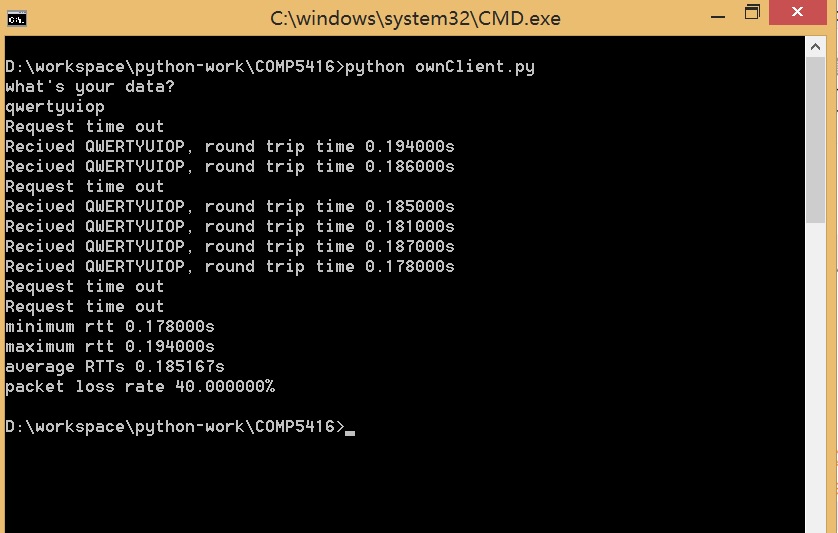 C:\windows\system32\CMD.exe
D:\workspace\python-work\COMP5416>python ownClient.py
what's your data?
qwertyuiop
Request time out
Recived QWERTYUIOP, round trip time 0.194000s
Recived QWERTYUIOP, round trip time 0.186000s
Request time out
Recived QWERTYUIOP, round trip time 0.185000s
Recived QWERTYUIOP, round trip time 0.181000s
Recived QWERTYUIOP, round trip time 0.187000s
Recived QWERTYUIOP, round trip time 0.178000s
Request time out
Request time out
minimum rtt 0.178000s
maximum rtt 0.194000s
average RTTs 0.185167s
packet loss rate 40.000000%
D:\workspace\python-work\COMP5416>